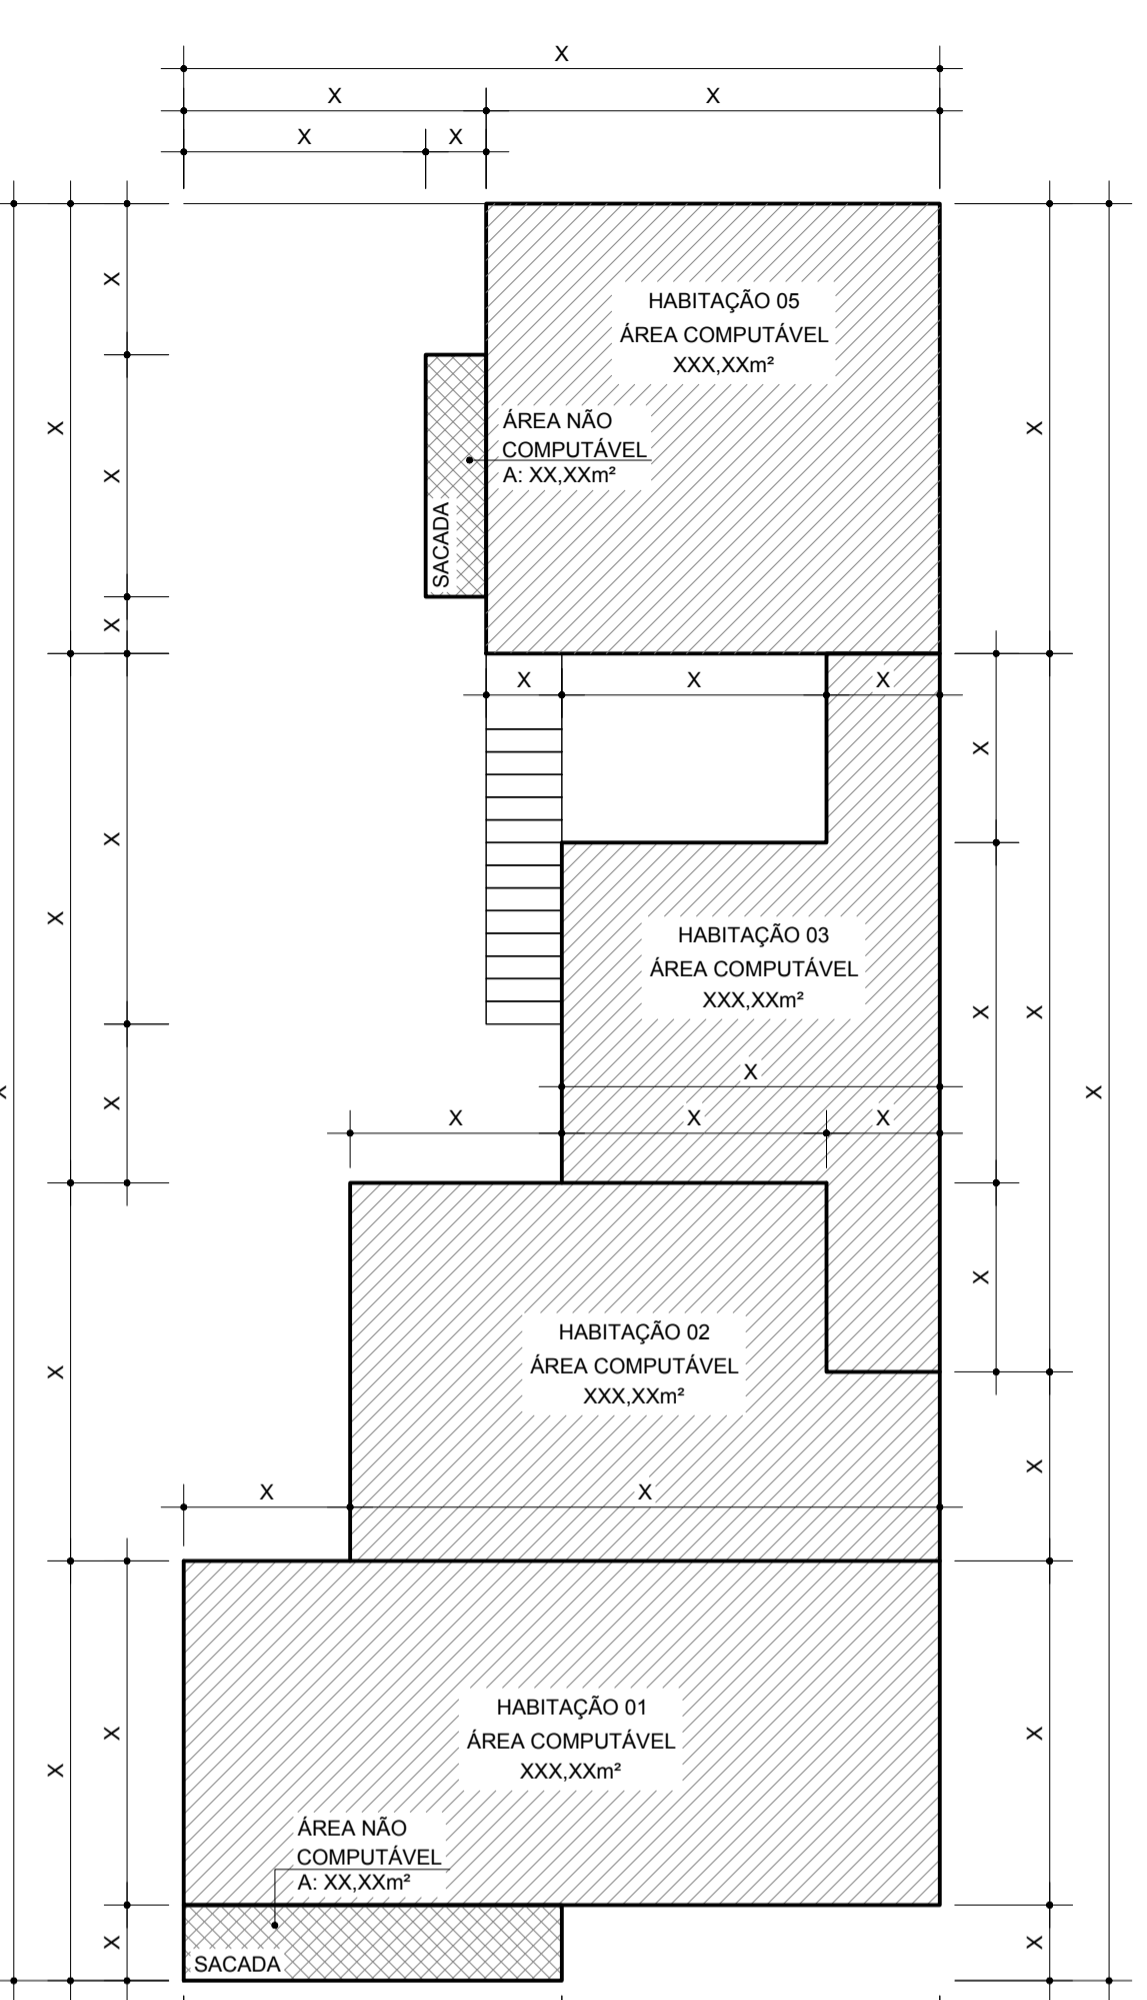 X
X
X
X
X
X
HABITAÇÃO 05
ÁREA COMPUTÁVEL
XXX,XXm²
ÁREA NÃO
COMPUTÁVEL
A: XX,XXm²
SACADA
X
X
X
X
X
X
X
X
X
X
HABITAÇÃO 03
ÁREA COMPUTÁVEL
XXX,XXm²
X
X
X
X
X
X
X
X
X
X
HABITAÇÃO 02
ÁREA COMPUTÁVEL
XXX,XXm²
X
X
X
X
X
HABITAÇÃO 01
ÁREA COMPUTÁVEL
XXX,XXm²
X
X
X
ÁREA NÃO
COMPUTÁVEL
A: XX,XXm²
SACADA
X
X